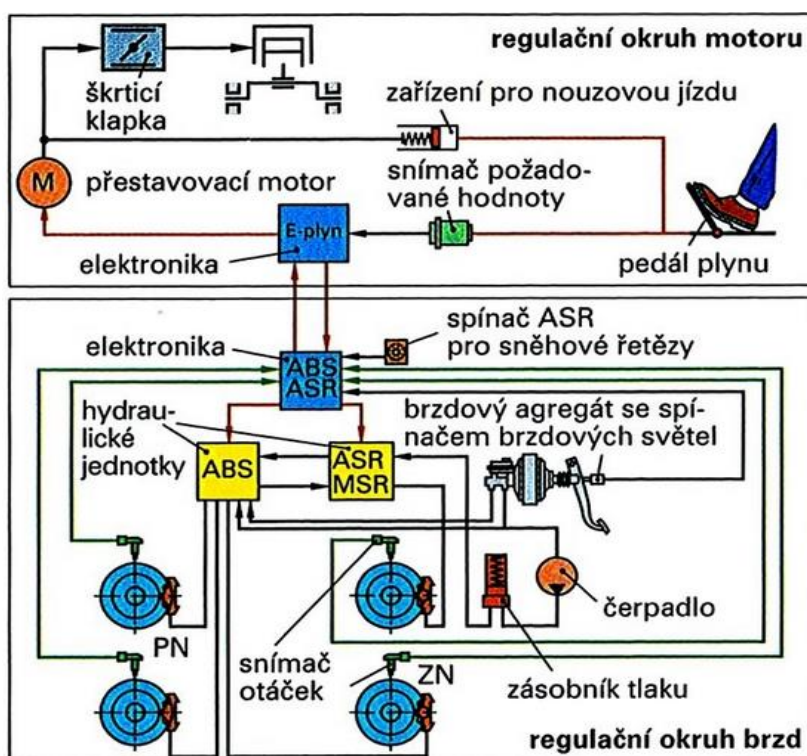 regulační okruh motoru
škrticí
klapka
zařízení pro nouzovou jízdu
M
přestavovací motor
snímač požado-
vané hodnoty
E-plyn
elektronika
pedál plynu
elektronika
spínač ASR
pro sněhové řetězy
ABS
ASR
hydrau-
lické
jednotky
brzdový agregát se spí-
načem brzdových světel
ABS
ASR
MSR
čerpadlo
PN
snímač
otáček
ZN
zásobník tlaku
regulační okruh brzd